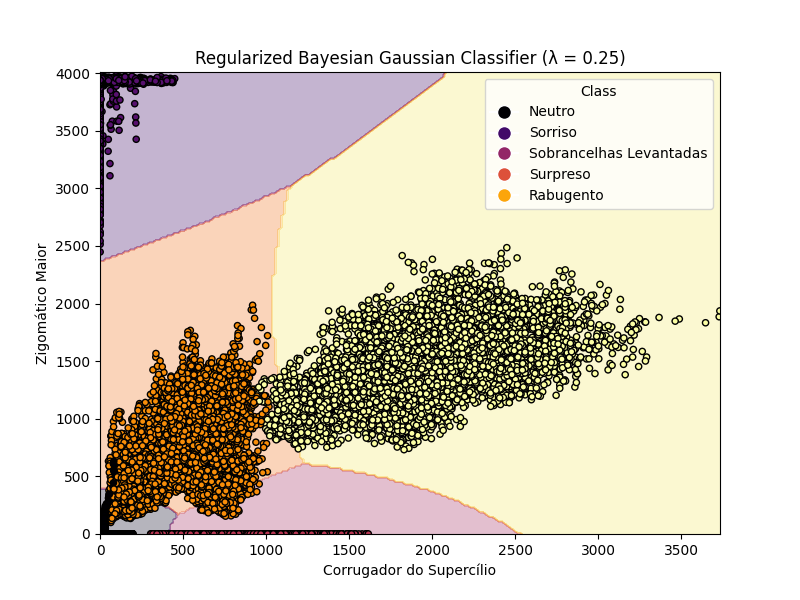 Regularized Bayesian Gaussian Classifier (λ = 0.25)
4000
3500
3000
2500
2000
1500
1000
500
0
Zigomático Maior
Class
Neutro
Sorriso
Sobrancelhas Levantadas
Surpreso
Rabugento
0 500 1000 1500 2000 2500 3000 3500
Corrugador do Supercílio